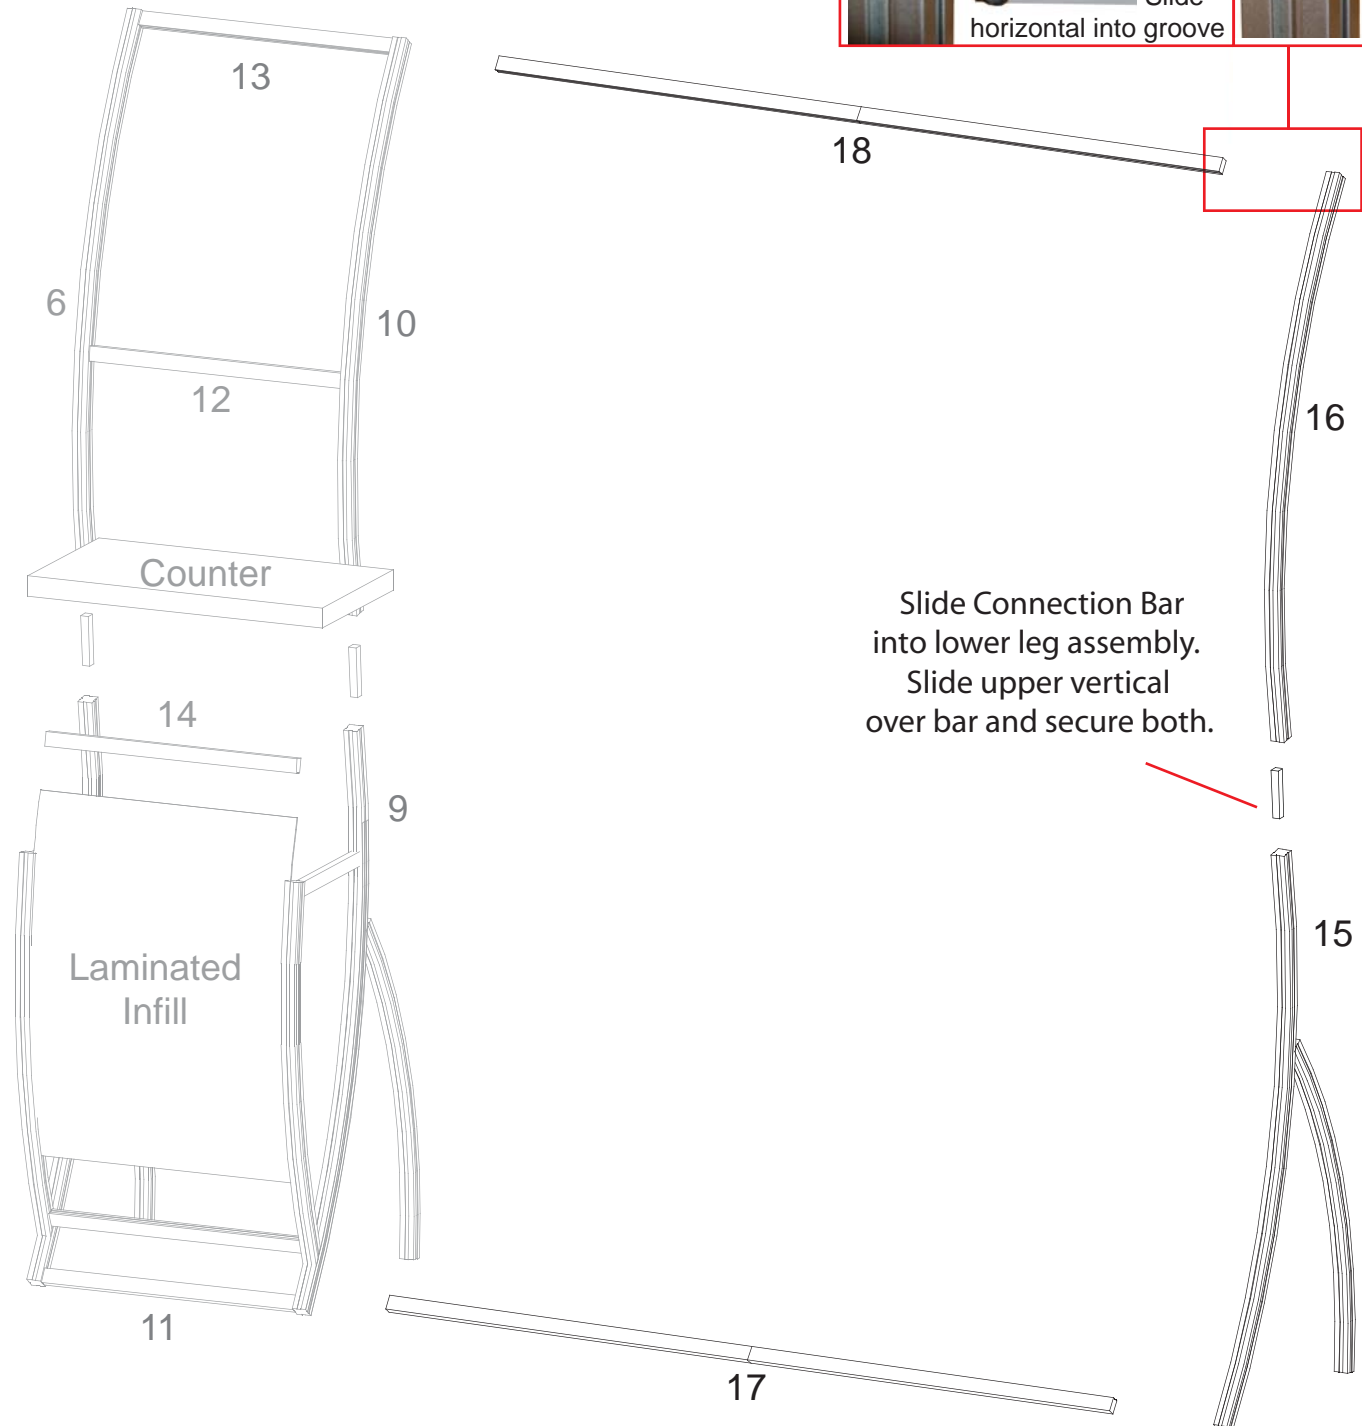 Slide
horizontal into groove
13
18
6
10
12
16
Counter
Slide Connection Bar
into lower leg assembly.
Slide upper vertical
over bar and secure both.
14
9
15
Laminated
Infill
11
17